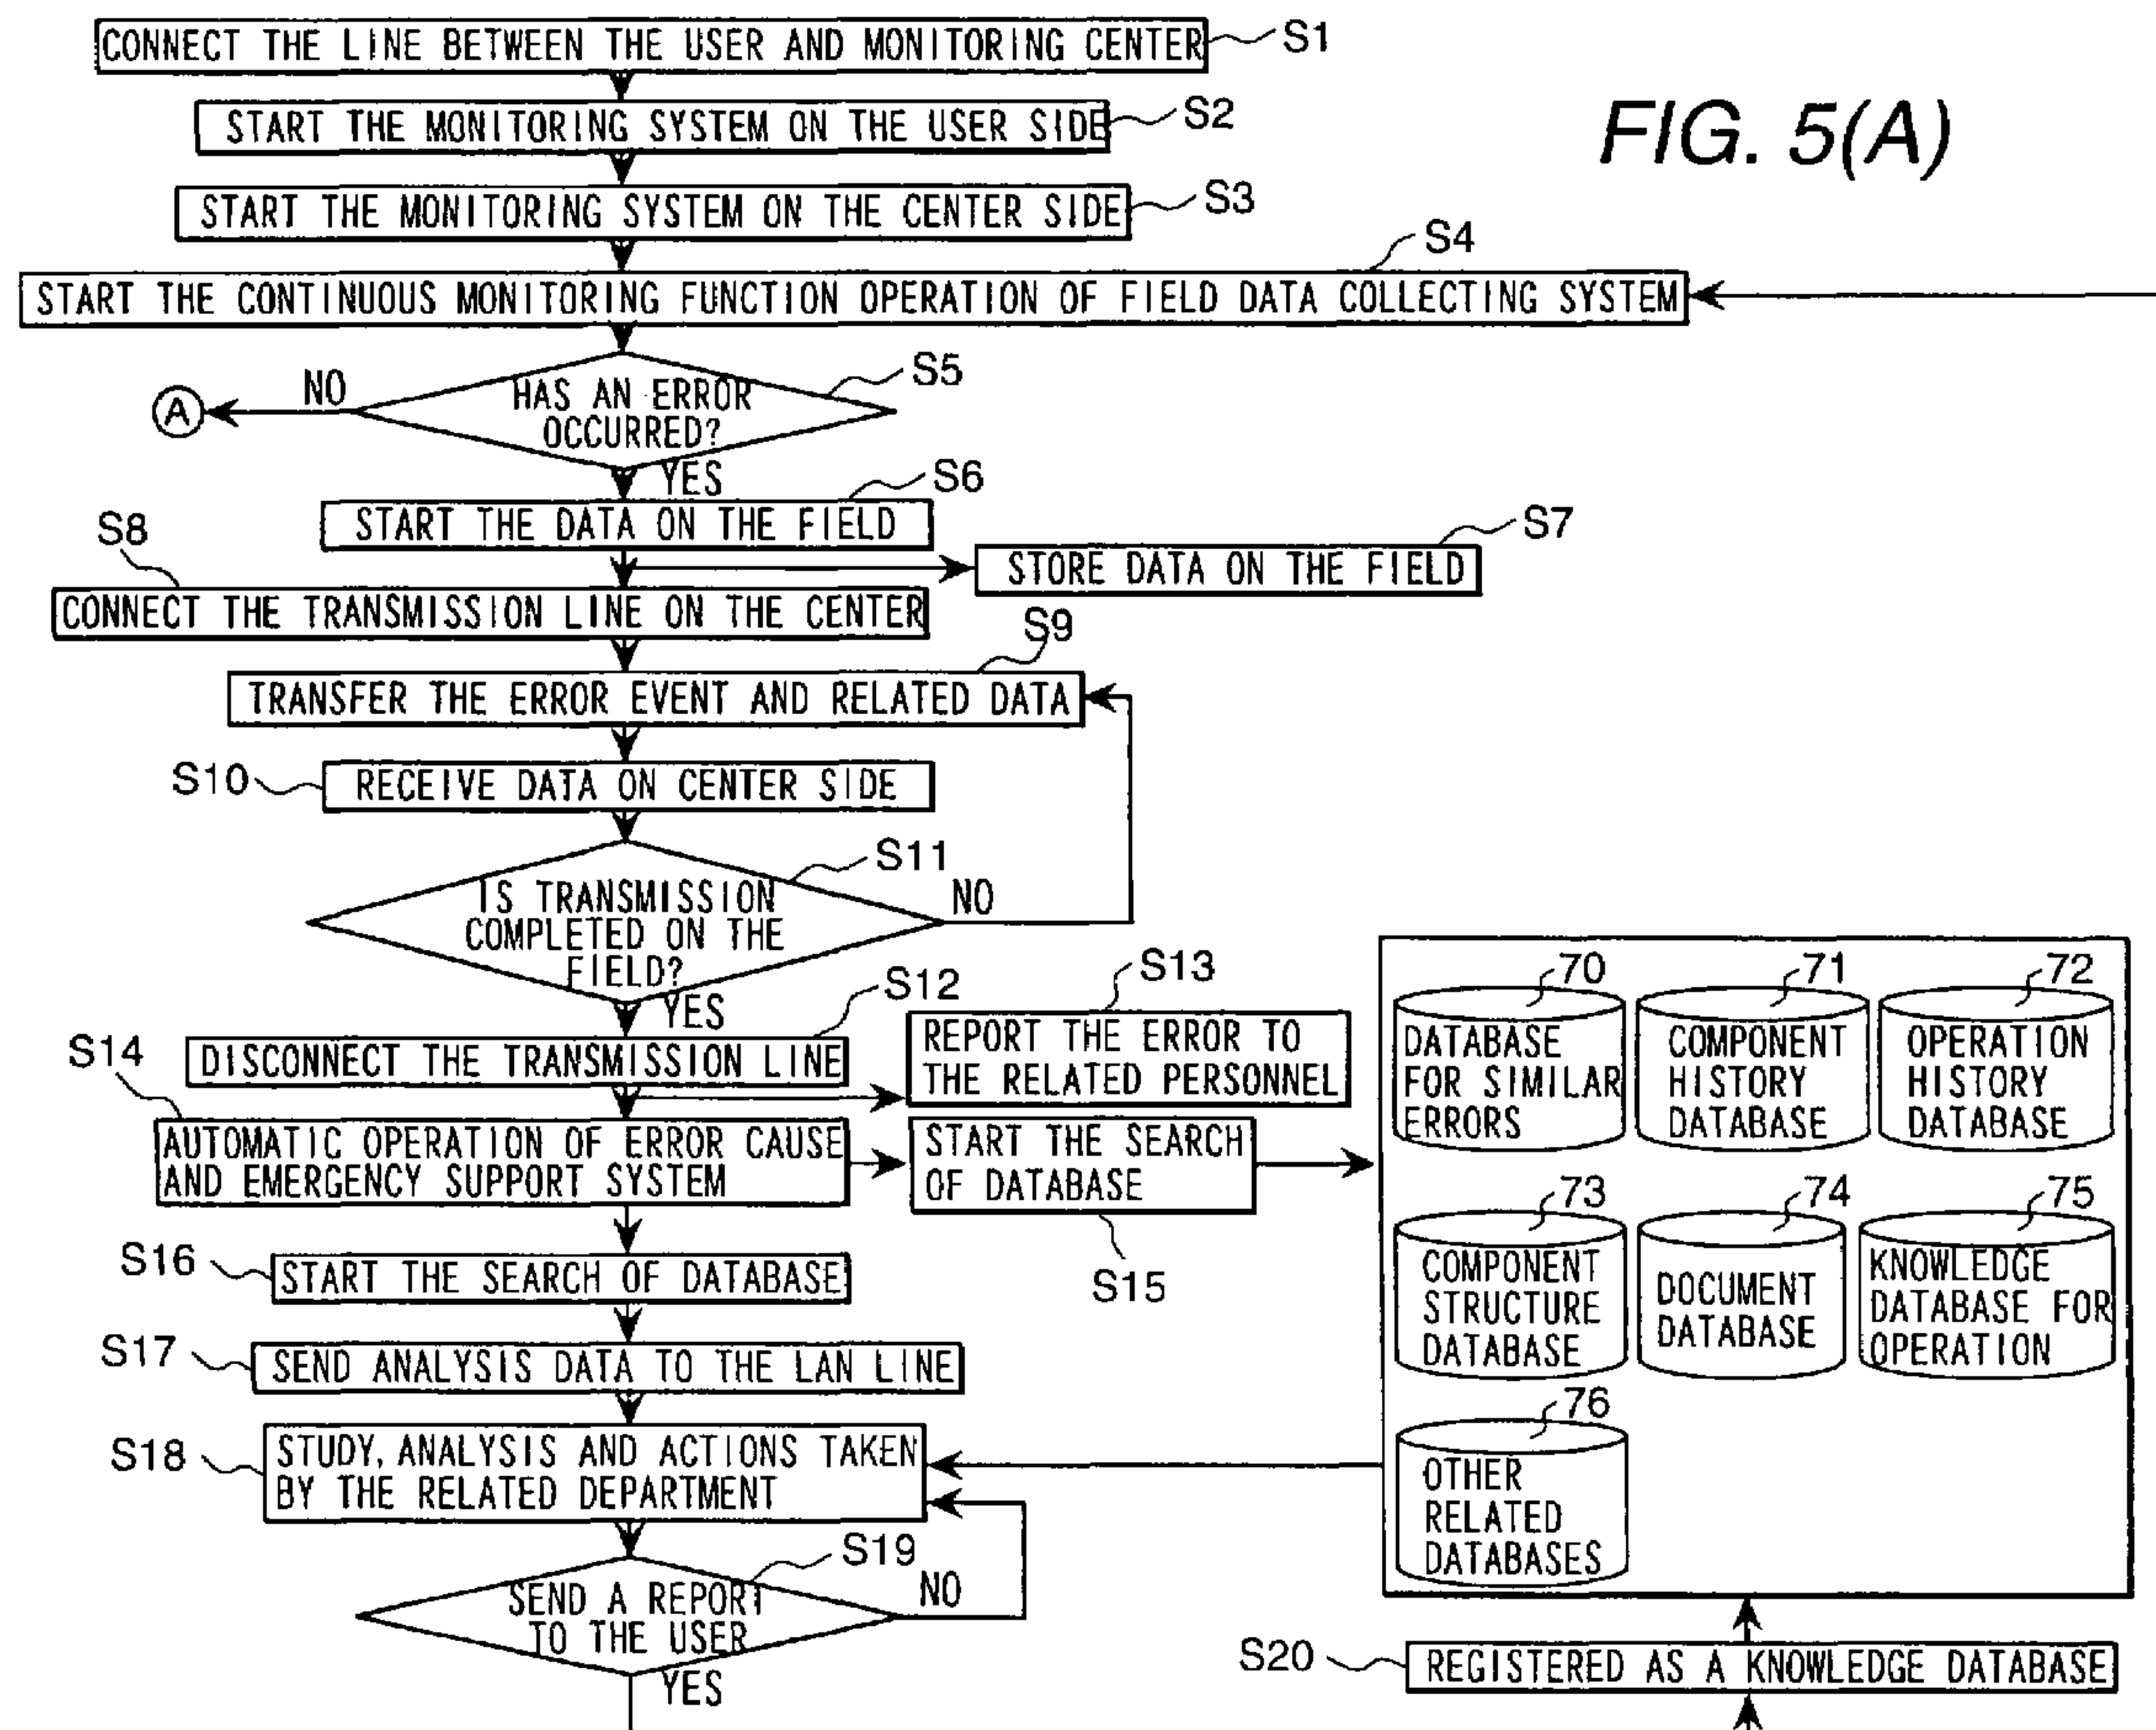 CONNECT THE LINE BETWEEN THE USER AND MONITORING CENTER
S1
START THE MONITORING SYSTEM ON THE USER SIDE
S2
FIG. 5(A)
START THE MONITORING SYSTEM ON THE CENTER SIDE
S3
S4
START THE CONTINUOUS MONITORING FUNCTION OPERATION OF FIELD DATA COLLECTING SYSTEM
S5
A
NO
HAS AN ERROR
OCCURRED?
YES
S6
START THE DATA ON THE FIELD
S7
STORE DATA ON THE FIELD
S8
CONNECT THE TRANSMISSION LINE ON THE CENTER
S9
TRANSFER THE ERROR EVENT AND RELATED DATA
S10
RECEIVE DATA ON CENTER SIDE
S11
IS TRANSMISSION
COMPLETED ON THE
FIELD?
NO
YES
S12
DISCONNECT THE TRANSMISSION LINE
S13
REPORT THE ERROR TO
THE RELATED PERSONNEL
S14
AUTOMATIC OPERATION OF ERROR CAUSE
AND EMERGENCY SUPPORT SYSTEM
START THE SEARCH
OF DATABASE
S15
S16
START THE SEARCH OF DATABASE
S17
SEND ANALYSIS DATA TO THE LAN LINE
S18
STUDY, ANALYSIS AND ACTIONS TAKEN
BY THE RELATED DEPARTMENT
S19
SEND A REPORT
TO THE USER
NO
YES
70
DATABASE
FOR SIMILAR
ERRORS
71
COMPONENT
HISTORY
DATABASE
72
OPERATION
HISTORY
DATABASE
73
COMPONENT
STRUCTURE
DATABASE
74
DOCUMENT
DATABASE
75
KNOWLEDGE
DATABASE FOR
OPERATION
76
OTHER
RELATED
DATABASES
S20
REGISTERED AS A KNOWLEDGE DATABASE